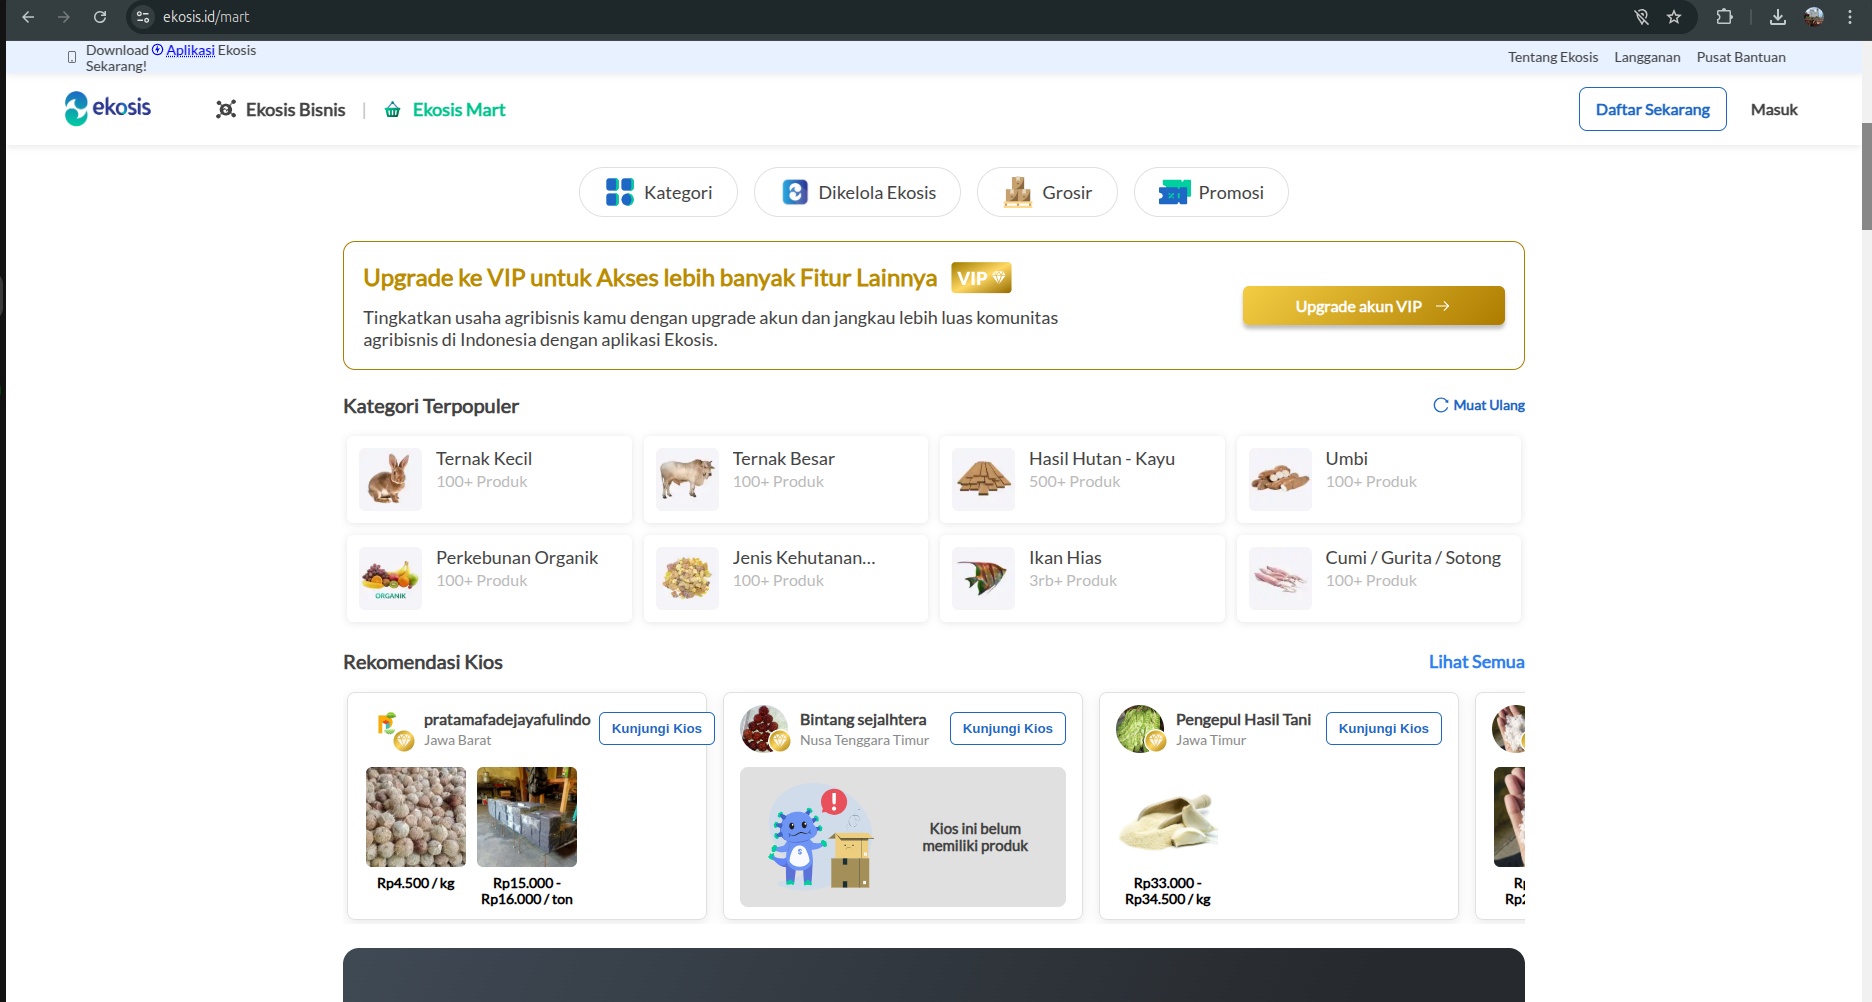 ekosis.id/mart
Download Aplikasi Ekosis
Sekarang!
Tentang Ekosis Langganan Pusat Bantuan
ekosis
Ekosis Bisnis | Ekosis Mart
Daftar Sekarang Masuk
Kategori Dikelola Ekosis Grosir Promosi
Upgrade ke VIP untuk Akses lebih banyak Fitur Lainnya VIP
Tingkatkan usaha agribisnis kamu dengan upgrade akun dan jangkau lebih luas komunitas
agribisnis di Indonesia dengan aplikasi Ekosis.
Upgrade akun VIP
Kategori Terpopuler
Muat Ulang
Ternak Kecil
100+ Produk
Ternak Besar
100+ Produk
Hasil Hutan - Kayu
500+ Produk
Umbi
100+ Produk
ORGANIK
Perkebunan Organik
100+ Produk
Jenis Kehutanan...
100+ Produk
Ikan Hias
3rb+ Produk
Cumi / Gurita / Sotong
100+ Produk
Rekomendasi Kios
Lihat Semua
pratamafadejayafulindo
Jawa Barat
Kunjungi Kios
Rp4.500 / kg
Rp15.000 -
Rp16.000 / ton
Bintang sejalhtera
Nusa Tenggara Timur
Kunjungi Kios
Kios ini belum
memiliki produk
Pengepul Hasil Tani
Jawa Timur
Kunjungi Kios
Rp33.000 -
Rp34.500 / kg